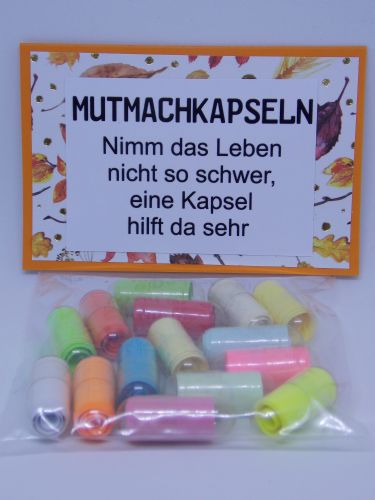 MUTMACHKAPSELN
Nimm das Leben
nicht so schwer,
eine Kapsel
hilft da sehr